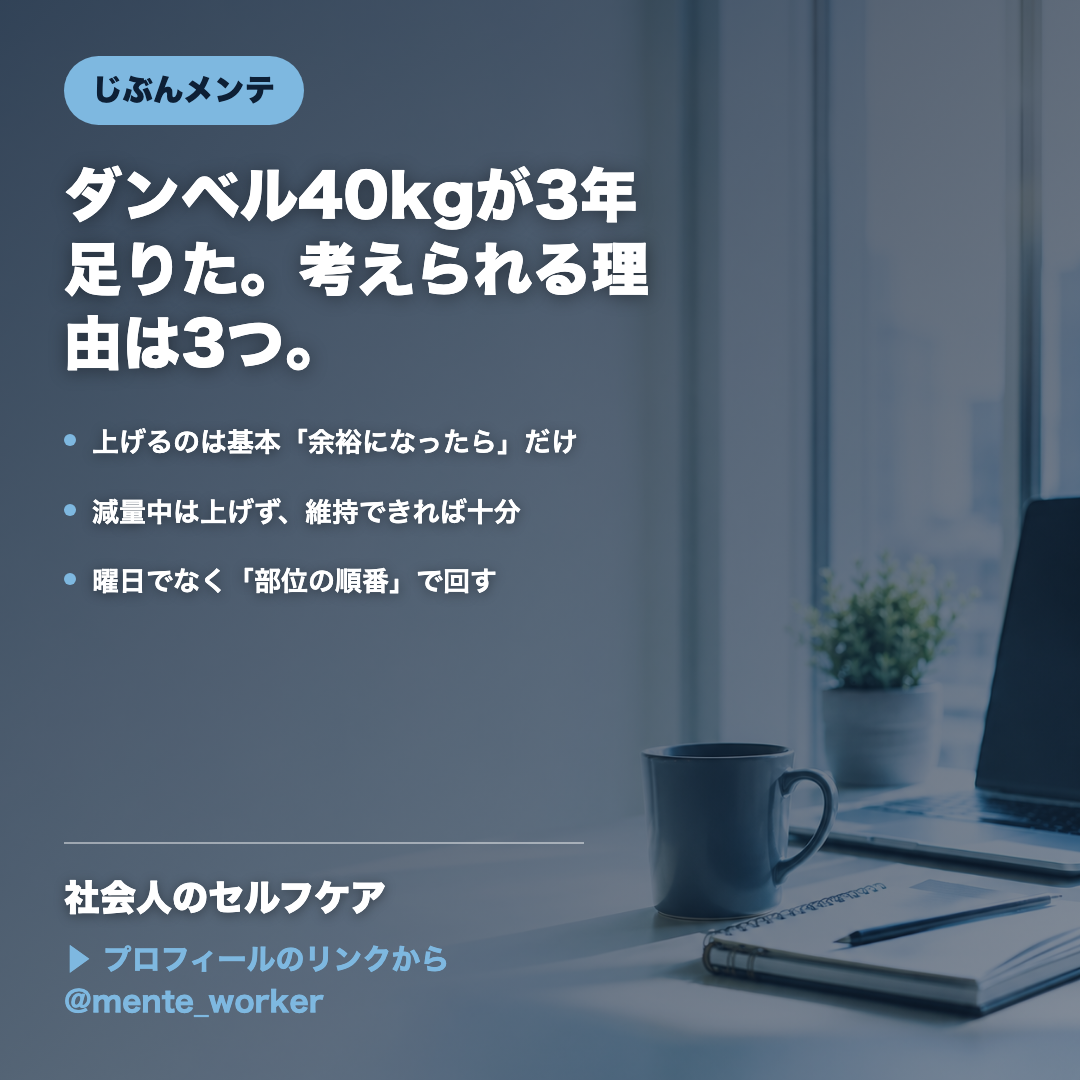 じぶんメンテ
ダンベル40kgが3年
足りた。考えられる理
由は3つ。
上げるのは基本「余裕になったら」だけ
減量中は上げず、維持できれば十分
曜日でなく「部位の順番」で回す
社会人のセルフケア
▶ プロフィールのリンクから
@mente_worker